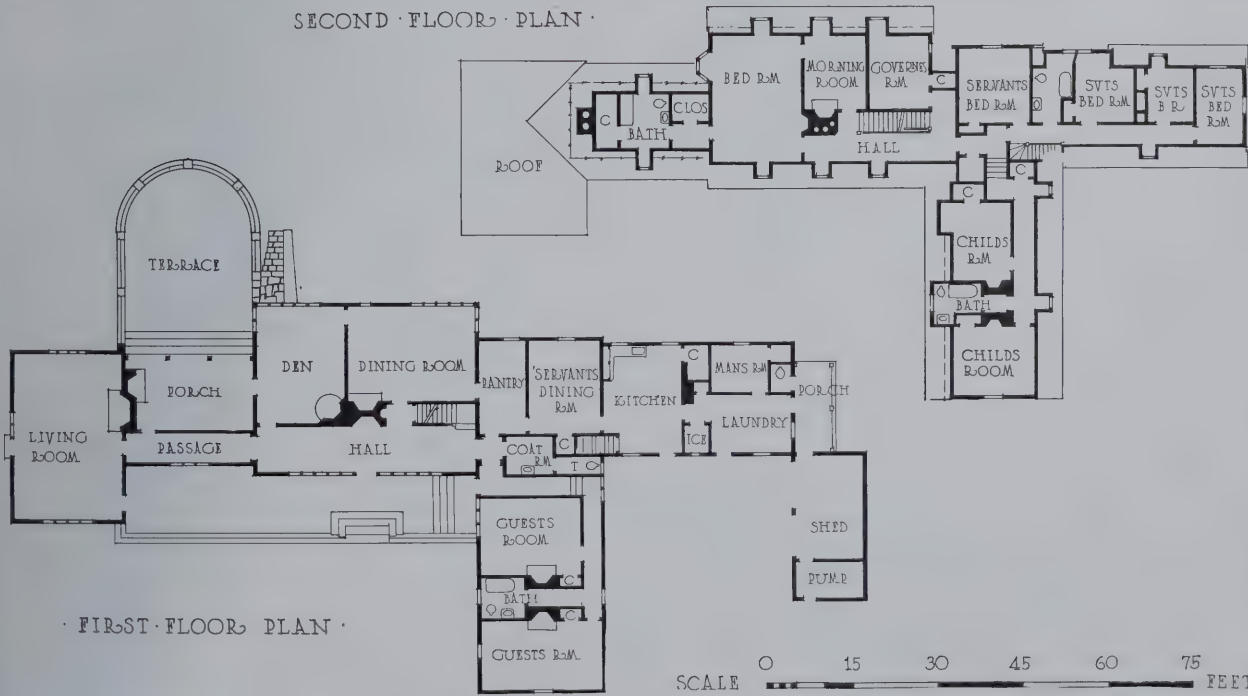 SECOND · FLOOR · PLAN ·
BED RM
MORNING
ROOM
GOVERNES
RM
C
SERVANTS
BED RM
SVTS
BED RM
SVTS
B R
SVTS
BED
RM
C
BATH
CLOS
HALL
ROOF
C
C
CHILDS
RM
BATH
CHILDS
ROOM
TERRACE
DEN
DINING ROOM
PORCH
PANTRY
SERVANTS
DINING
RM
KITCHEN
C
MANS RM
PORCH
LIVING
ROOM
PASSAGE
HALL
COAT
RM
C
T
ICE
LAUNDRY
GUESTS
ROOM
C
BATH
C
GUESTS RM
SHED
PUMP
· FIRST · FLOOR PLAN ·
SCALE 0 15 30 45 60 75 FEET